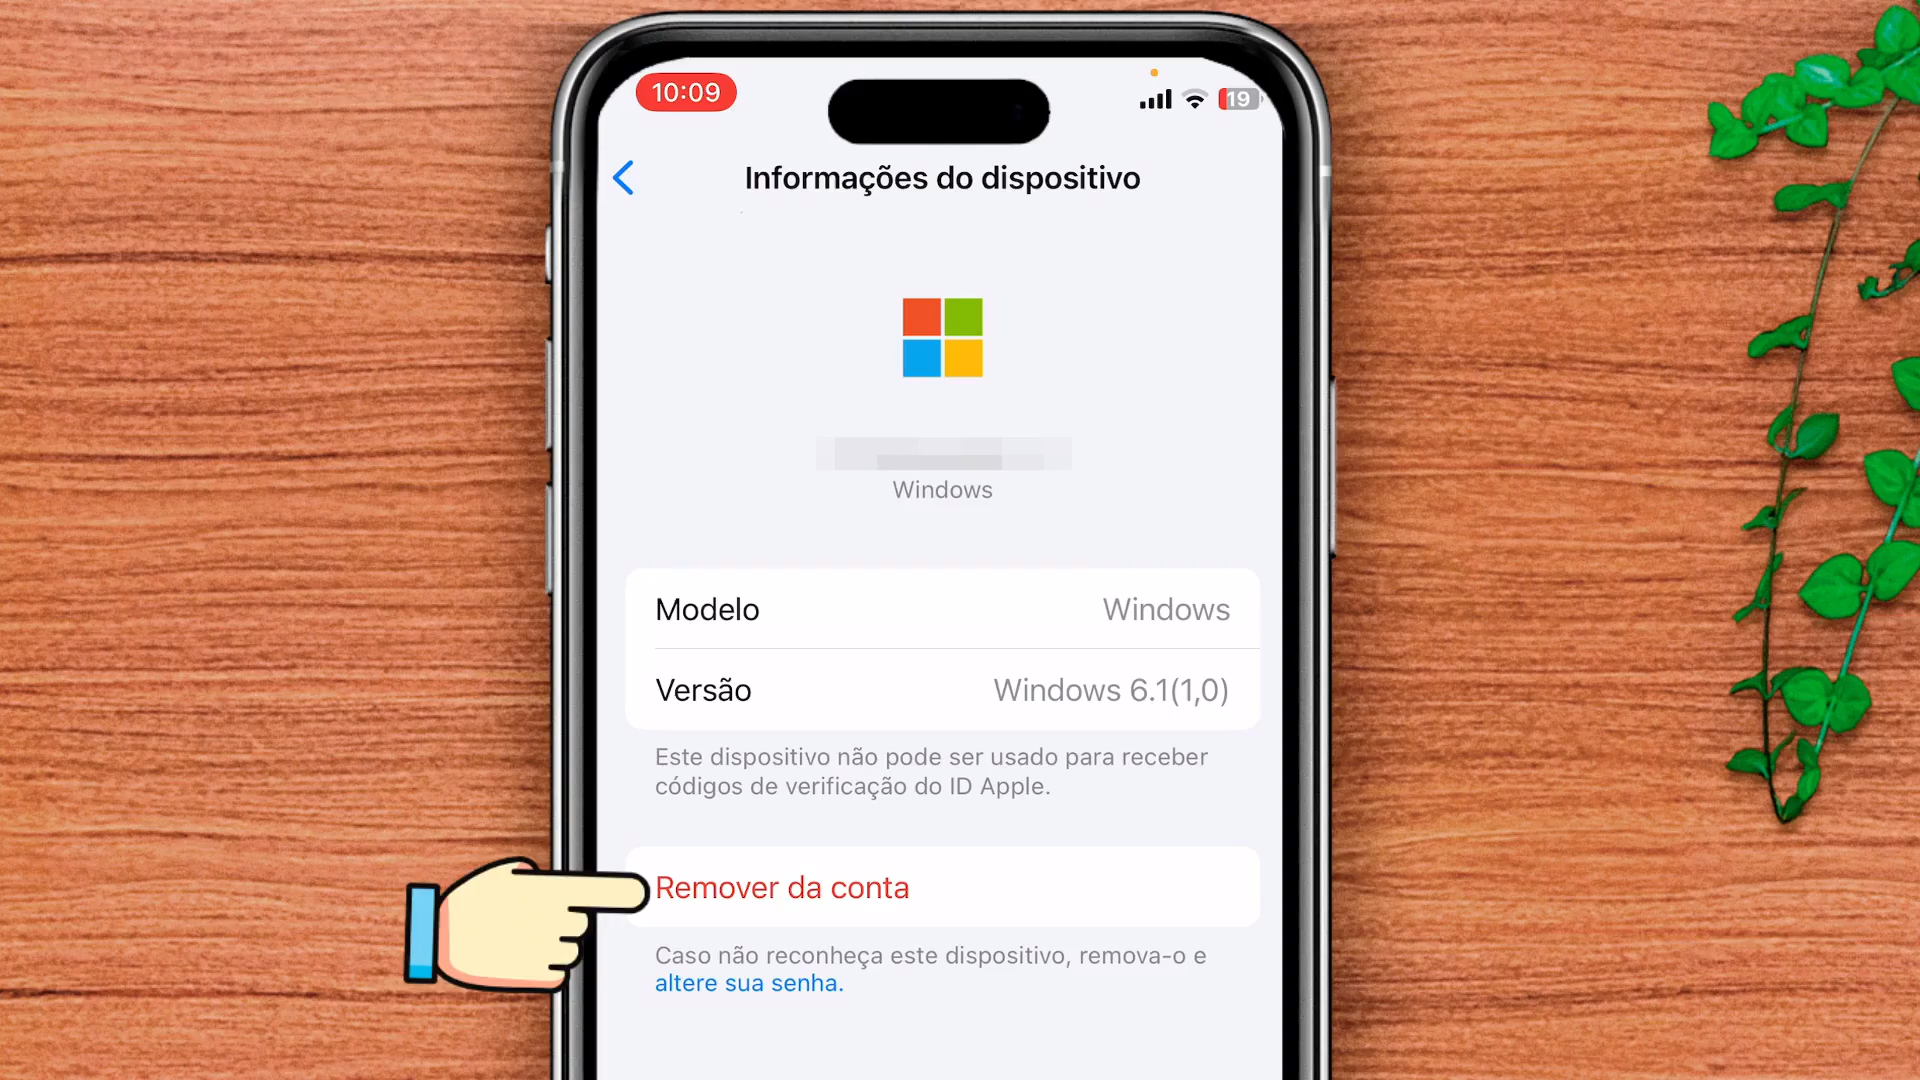 10:09
19
Informações do dispositivo
Windows
Modelo Windows
Versão Windows 6.1(1,0)
Este dispositivo não pode ser usado para receber
códigos de verificação do ID Apple.
Remover da conta
Caso não reconheça este dispositivo, remova-o e
altere sua senha.